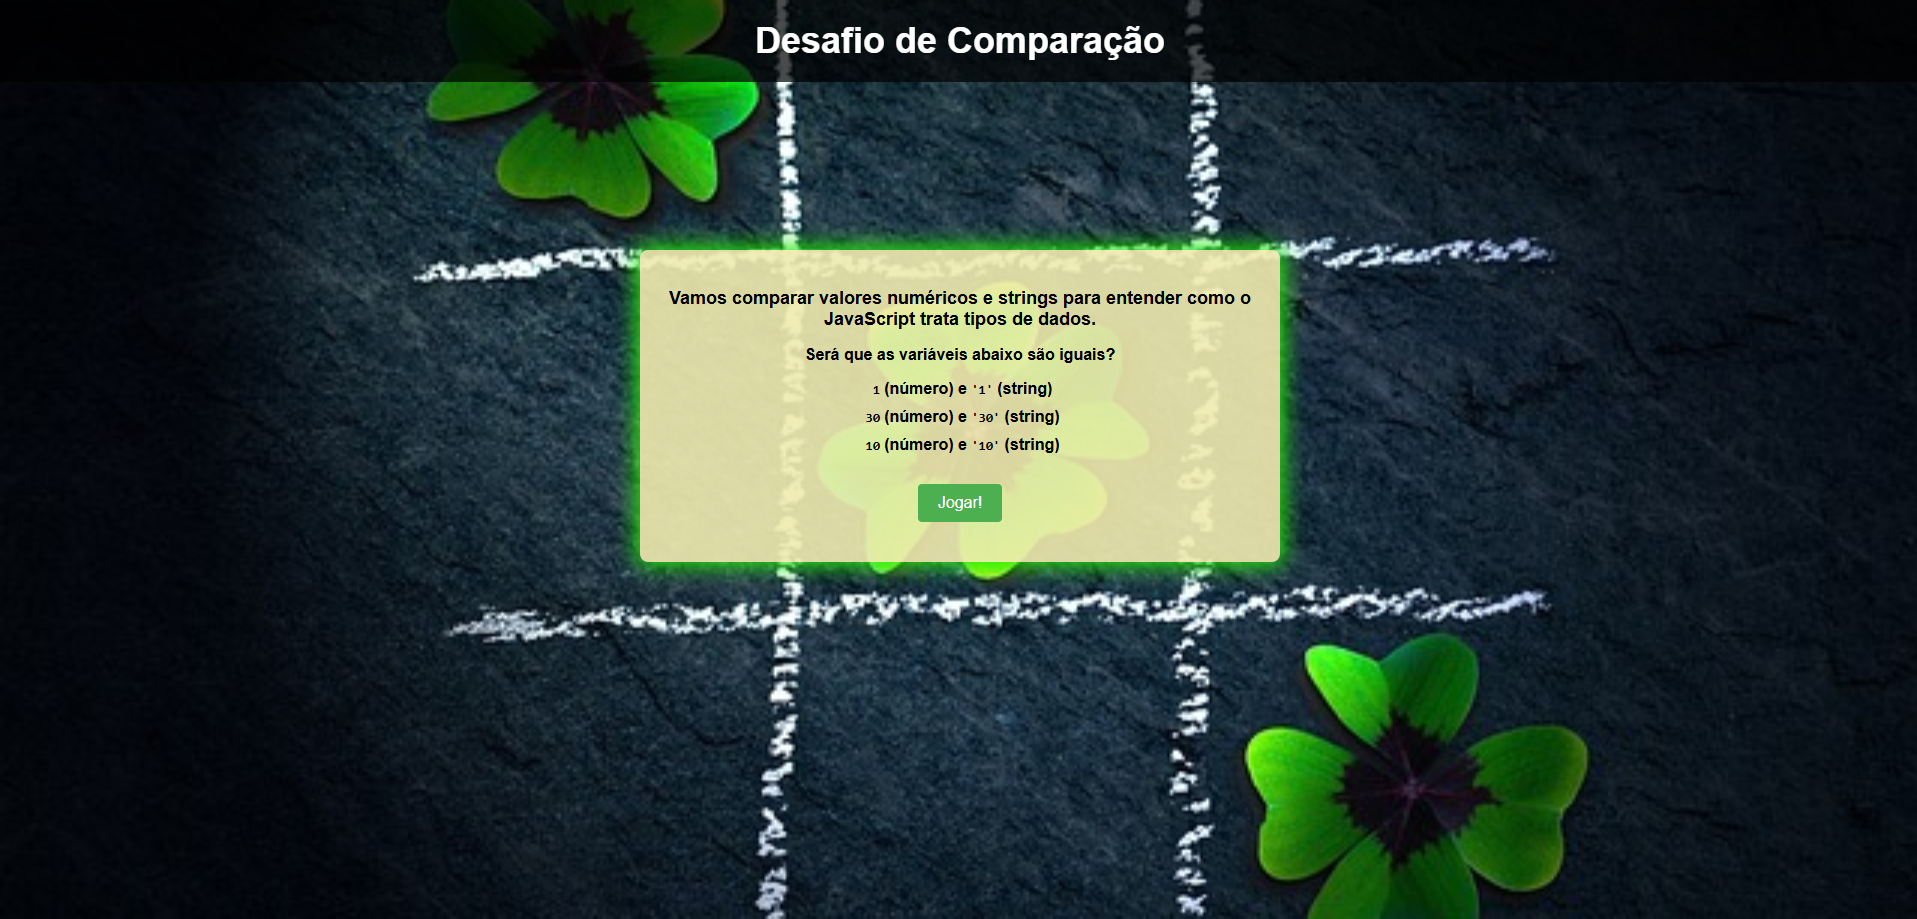 Desafio de Comparação
Vamos comparar valores numéricos e strings para entender como o
JavaScript trata tipos de dados.
Será que as variáveis abaixo são iguais?
1 (número) e '1' (string)
30 (número) e '30' (string)
10 (número) e '10' (string)
Jogar!